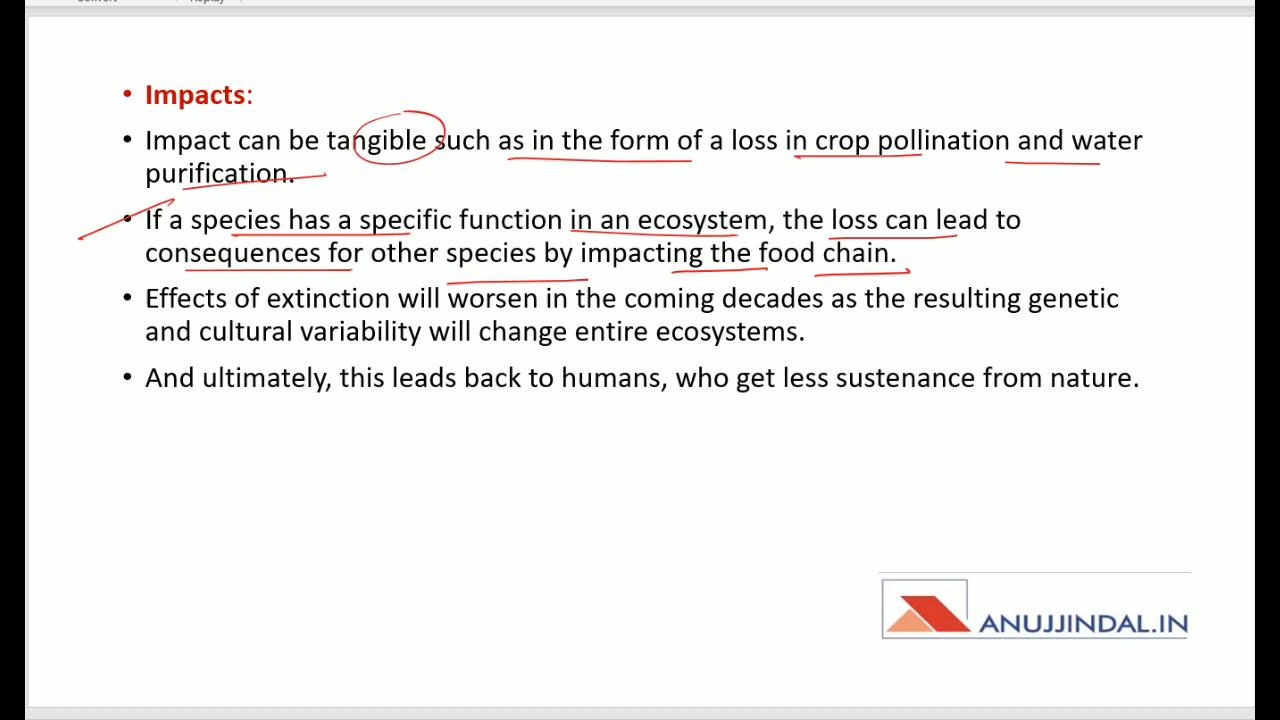 • Impacts:
• Impact can be tangible such as in the form of a loss in crop pollination and water
purification.
• If a species has a specific function in an ecosystem, the loss can lead to
consequences for other species by impacting the food chain.
• Effects of extinction will worsen in the coming decades as the resulting genetic
and cultural variability will change entire ecosystems.
• And ultimately, this leads back to humans, who get less sustenance from nature.
ANUJJINDAL.IN